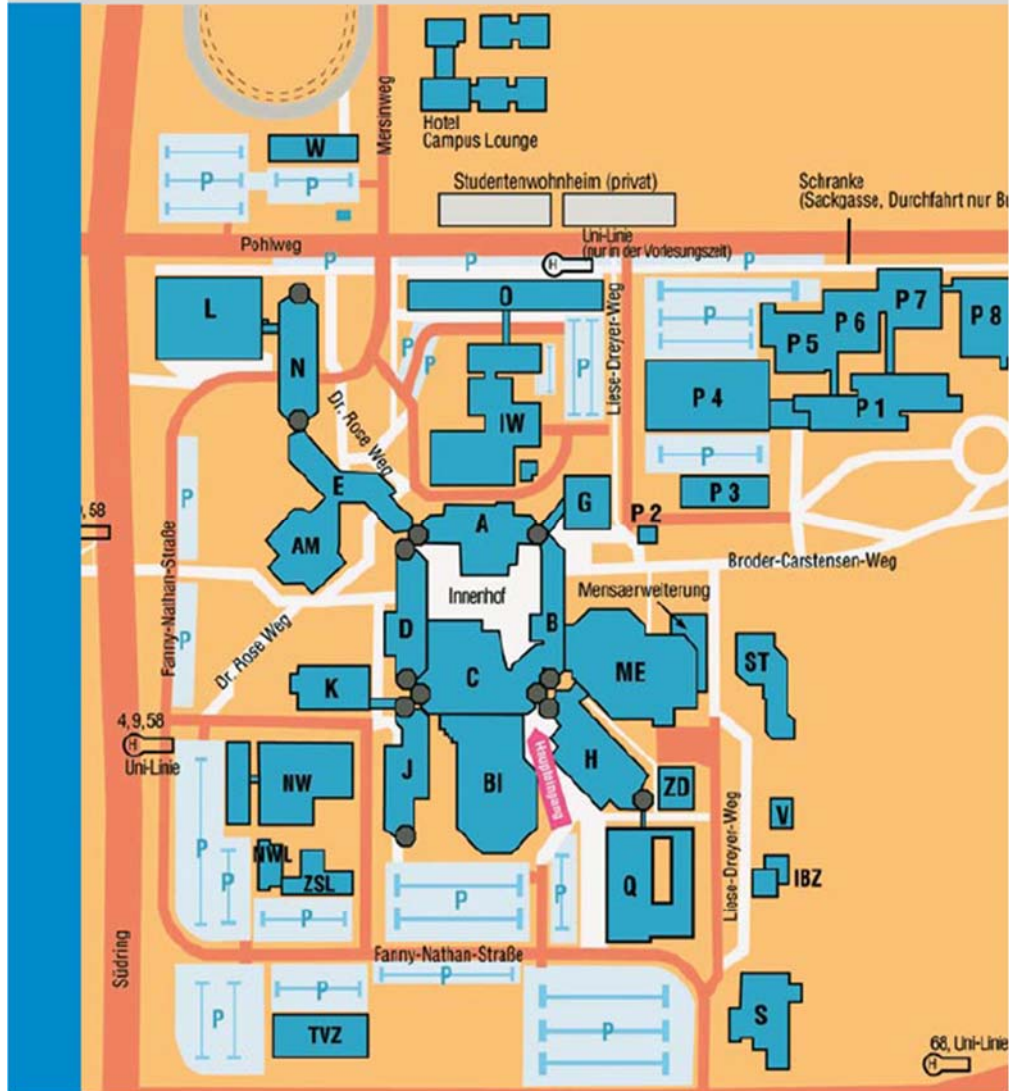 Hotel
Campus Lounge
Mersinweg
W
P
P
Studentenwohnheim (privat)
Schranke
(Sackgasse, Durchfahrt nur Bu
Pohlweg
Uni-Linie
(nur in der Vorlesungszeit)
H
P
P
P
L
O
P
P 7
P 8
P 6
P 5
N
P
P
P
Liese-Dreyer-Weg
P 4
P 1
Dr. Rose Weg
IW
P
E
P 3
P
G
P 2
, 58
A
AM
Broder-Carstensen-Weg
Fanny-Nathan-Straße
Innenhof
Mensaerweiterung
D
B
P
Dr. Rose Weg
K
C
ME
ST
4, 9, 58
H
Uni-Linie
Haupteingang
H
J
BI
NW
ZD
V
P
NWL
ZSL
P
P
P
P
Q
IBZ
Liese-Dreyer-Weg
Fanny-Nathan-Straße
P
Südring
P
P
P
S
TVZ
68, Uni-Linie
H